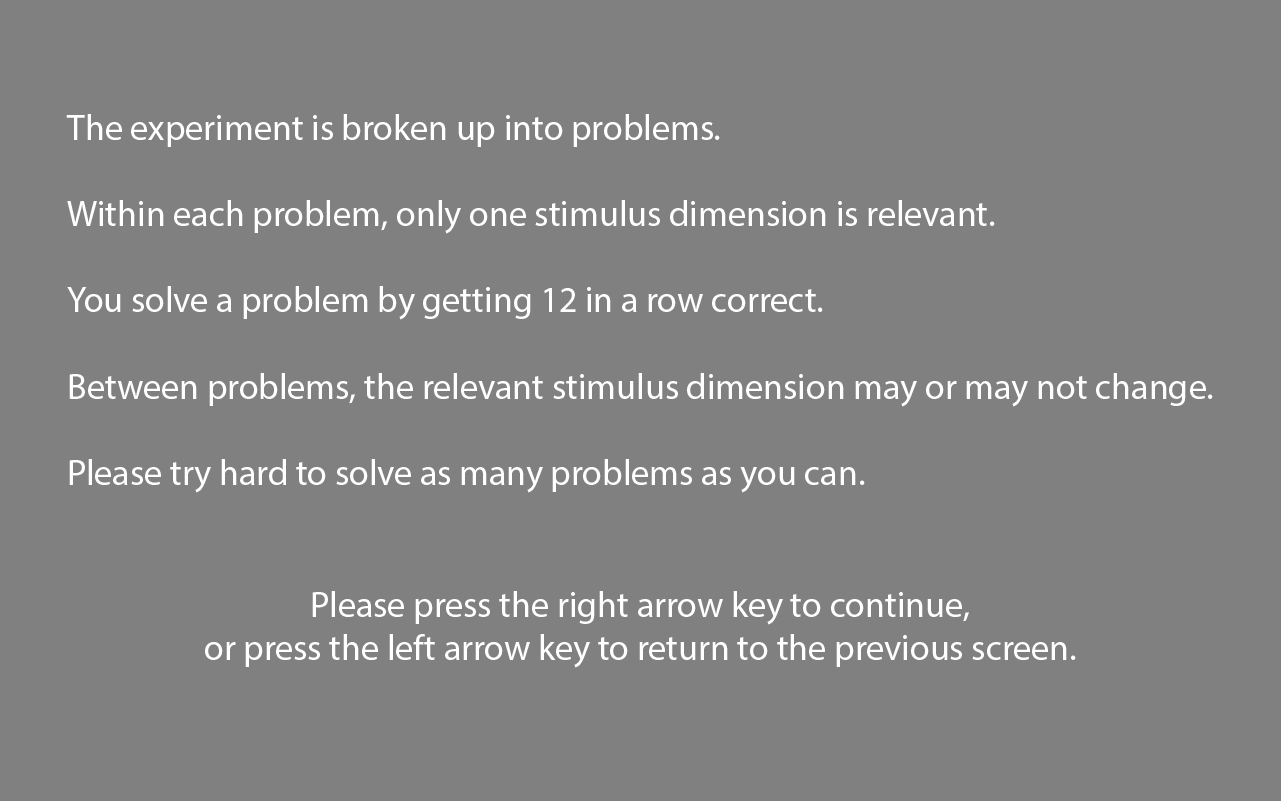 The experiment is broken up into problems.
Within each problem, only one stimulus dimension is relevant.
You solve a problem by getting 12 in a row correct.
Between problems, the relevant stimulus dimension may or may not change.
Please try hard to solve as many problems as you can.
Please press the right arrow key to continue,
or press the left arrow key to return to the previous screen.